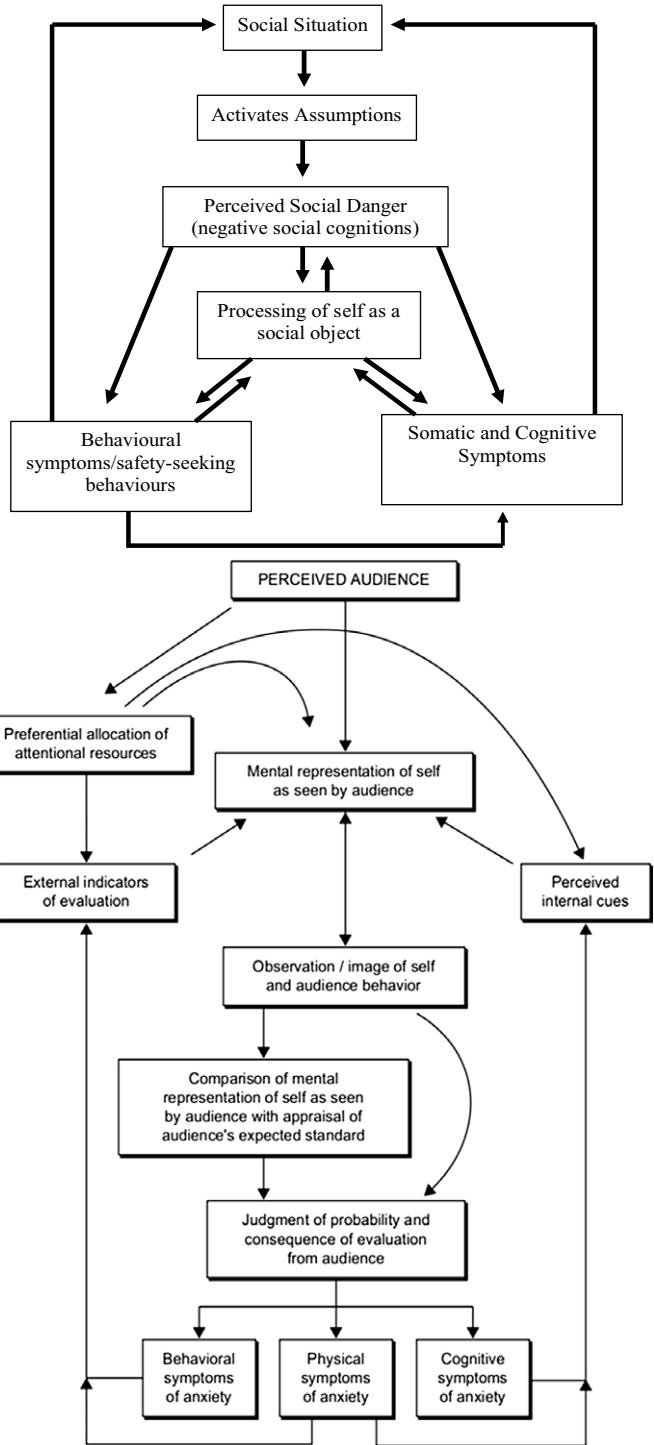 Social Situation
Activates Assumptions
Perceived Social Danger
(negative social cognitions)
Processing of self as a
social object
Behavioural
symptoms/safety-seeking
behaviours
Somatic and Cognitive
Symptoms
PERCEIVED AUDIENCE
Preferential allocation of
attentional resources
Mental representation of self
as seen by audience
External indicators
of evaluation
Perceived
internal cues
Observation / image of self
and audience behavior
Comparison of mental
representation of self as seen
by audience with appraisal of
audience's expected standard
Judgment of probability and
consequence of evaluation
from audience
Behavioral
symptoms
of anxiety
Physical
symptoms
of anxiety
Cognitive
symptoms
of anxiety